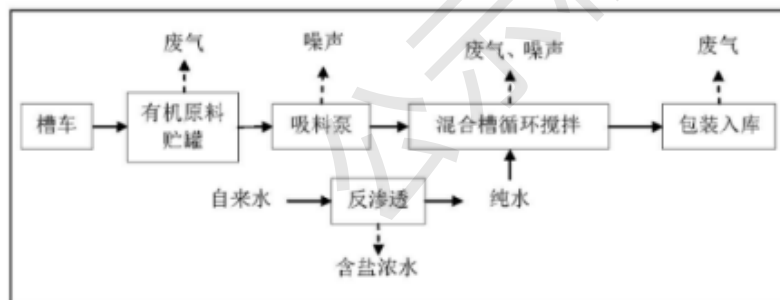 废气
噪声
废气、噪声
废气
槽车
有机原料
贮罐
吸料泵
混合槽循环搅拌
包装入库
自来水
反渗透
纯水
含盐浓水
公示